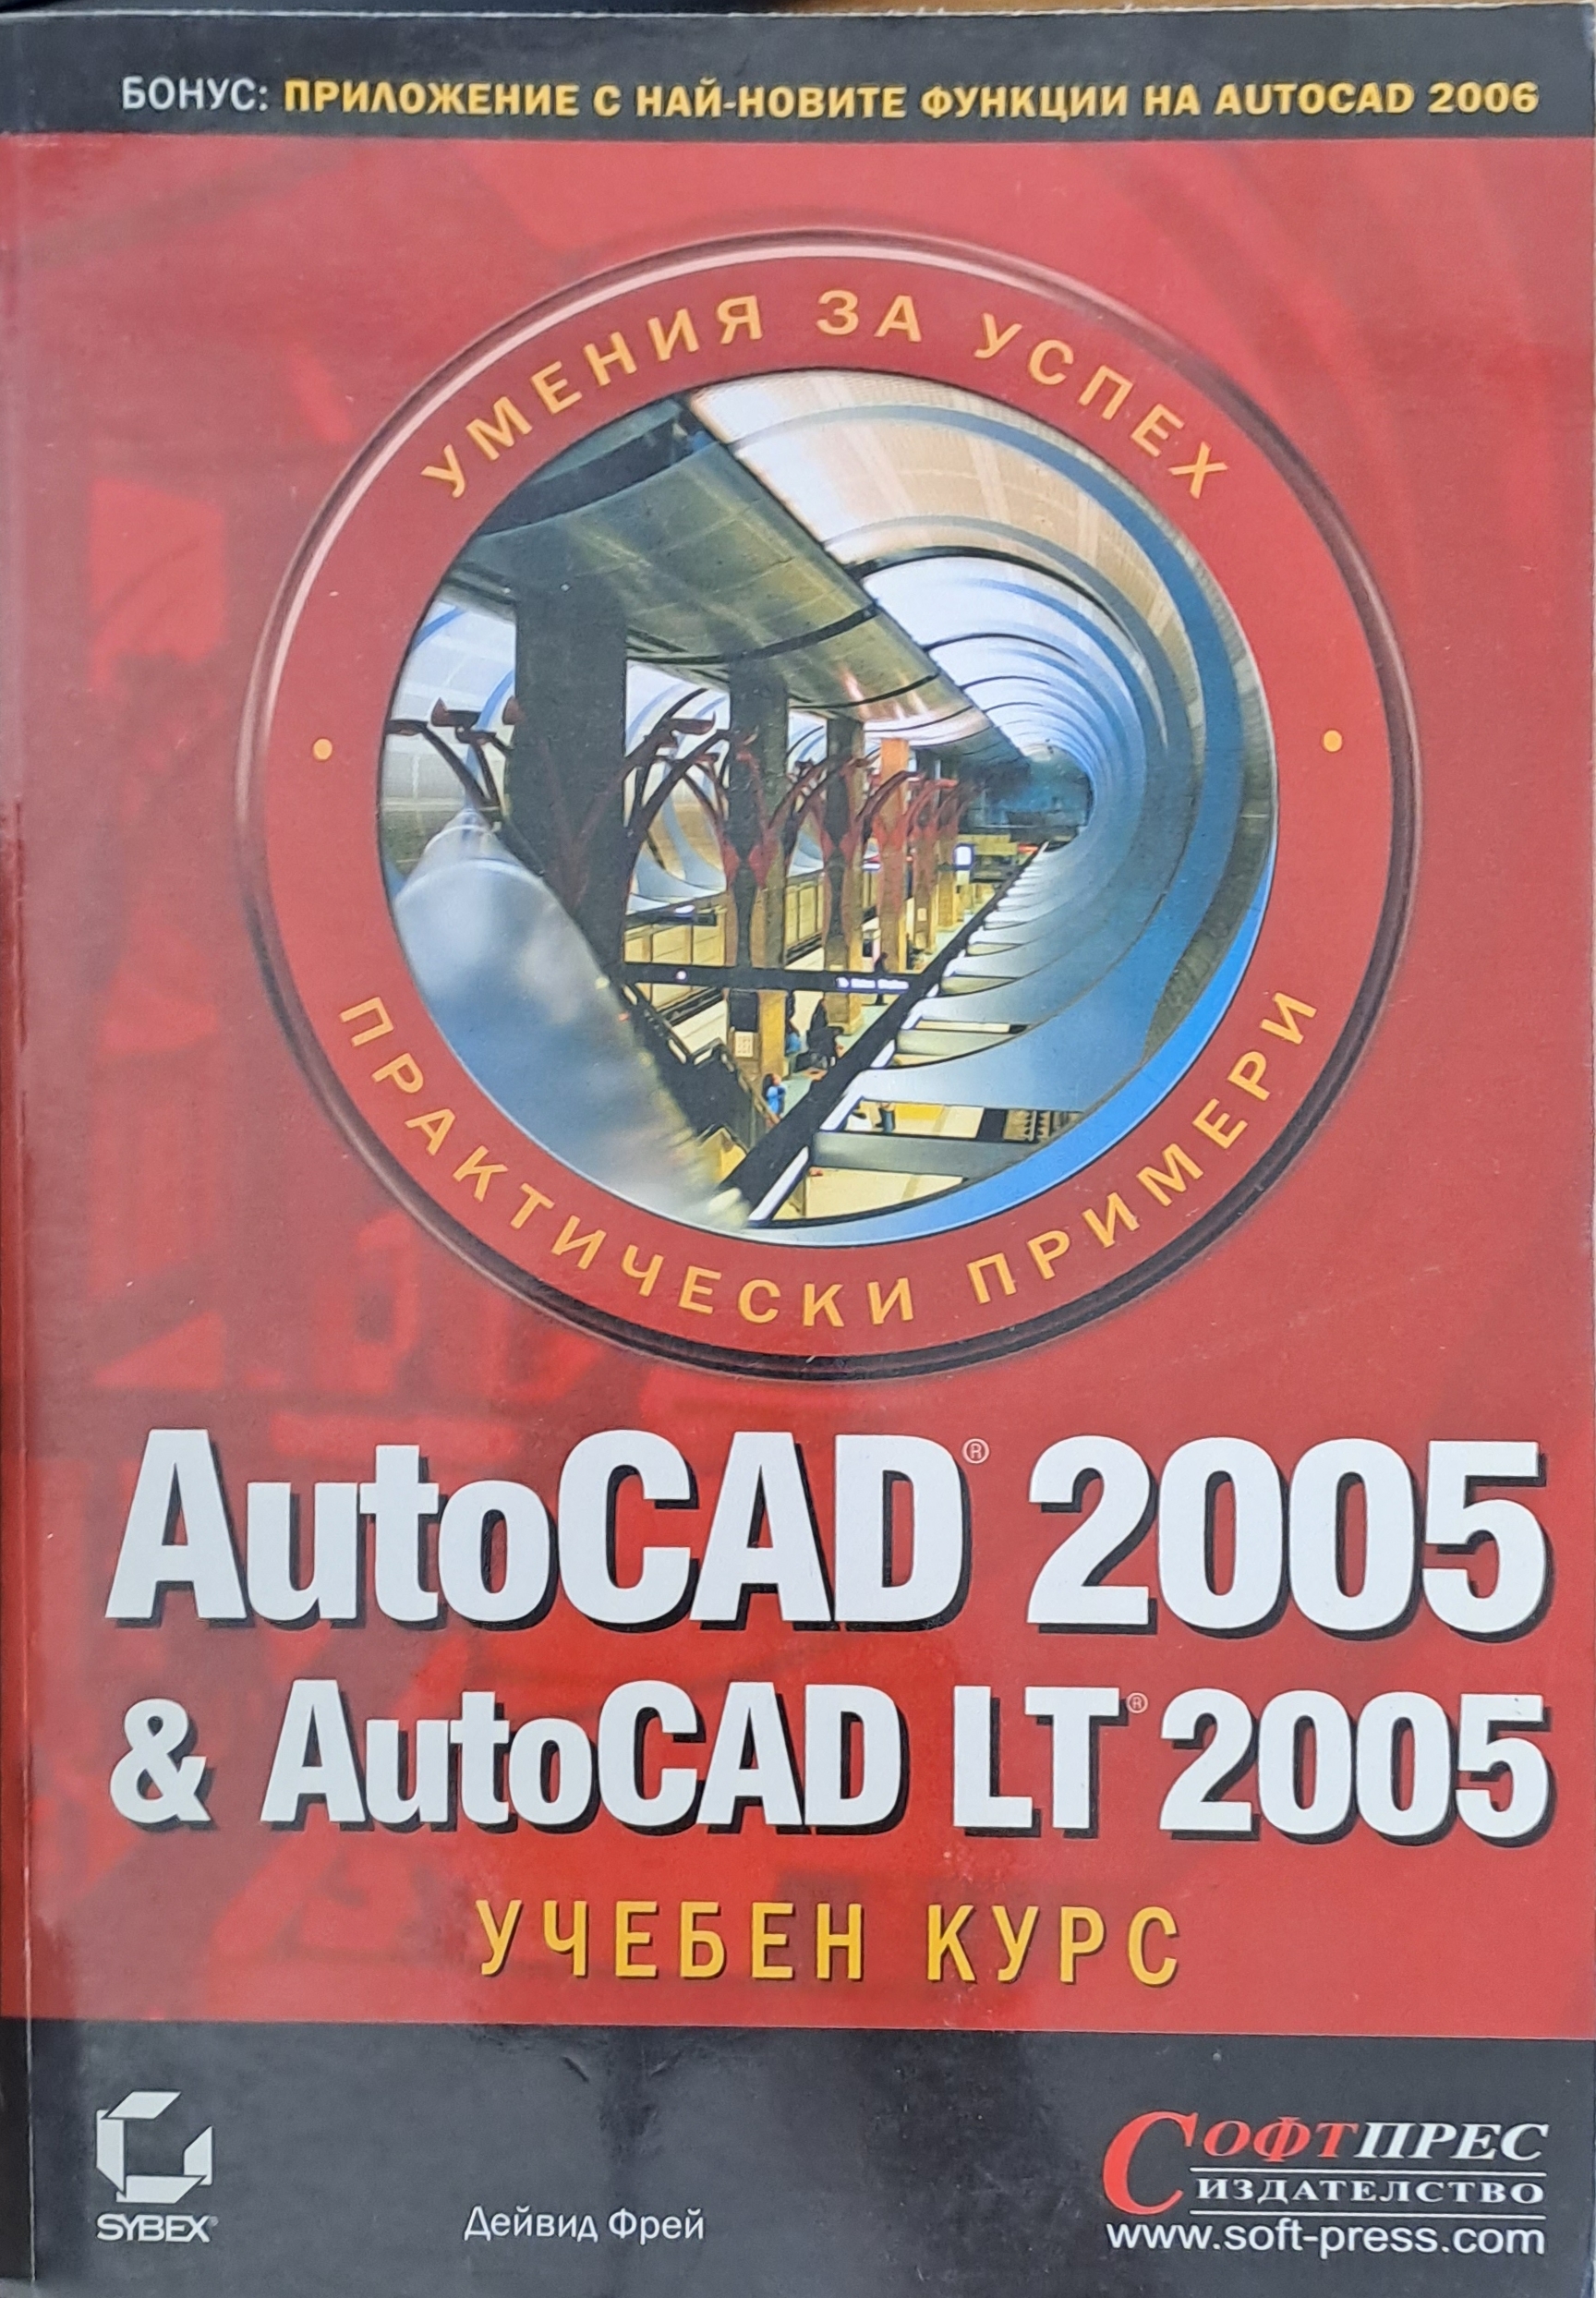 БОНУС: ПРИЛОЖЕНИЕ С НАЙ-НОВИТЕ ФУНКЦИИ НА AUTOCAD 2006
УМЕНИЯ ЗА УСПЕХ
ПРАКТИЧЕСКИ ПРИМЕРИ
AutoCAD® 2005
& AutoCAD LT® 2005
УЧЕБЕН КУРС
SYBEX®
Дейвид Фрей
СОФТПРЕС
ИЗДАТЕЛСТВО
www.soft-press.com